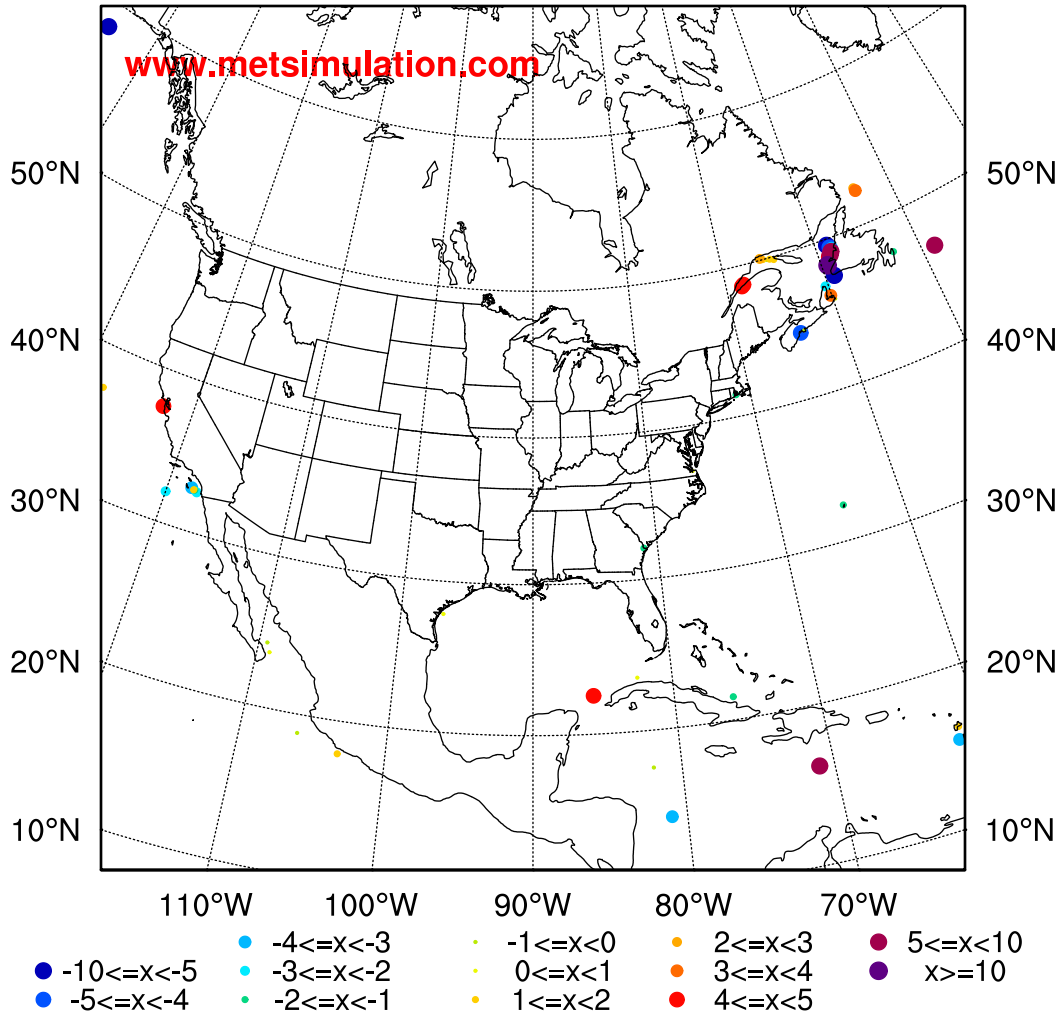 www.metsimulation.com
50°N 50°N
40°N 40°N
30°N 30°N
20°N 20°N
10°N 10°N
110°W 100°W 90°W 80°W 70°W
-4<=x<-3 -1<=x<0 2<=x<3 5<=x<10
-10<=x<-5 -3<=x<-2 0<=x<1 3<=x<4 x>=10
-5<=x<-4 -2<=x<-1 1<=x<2 4<=x<5